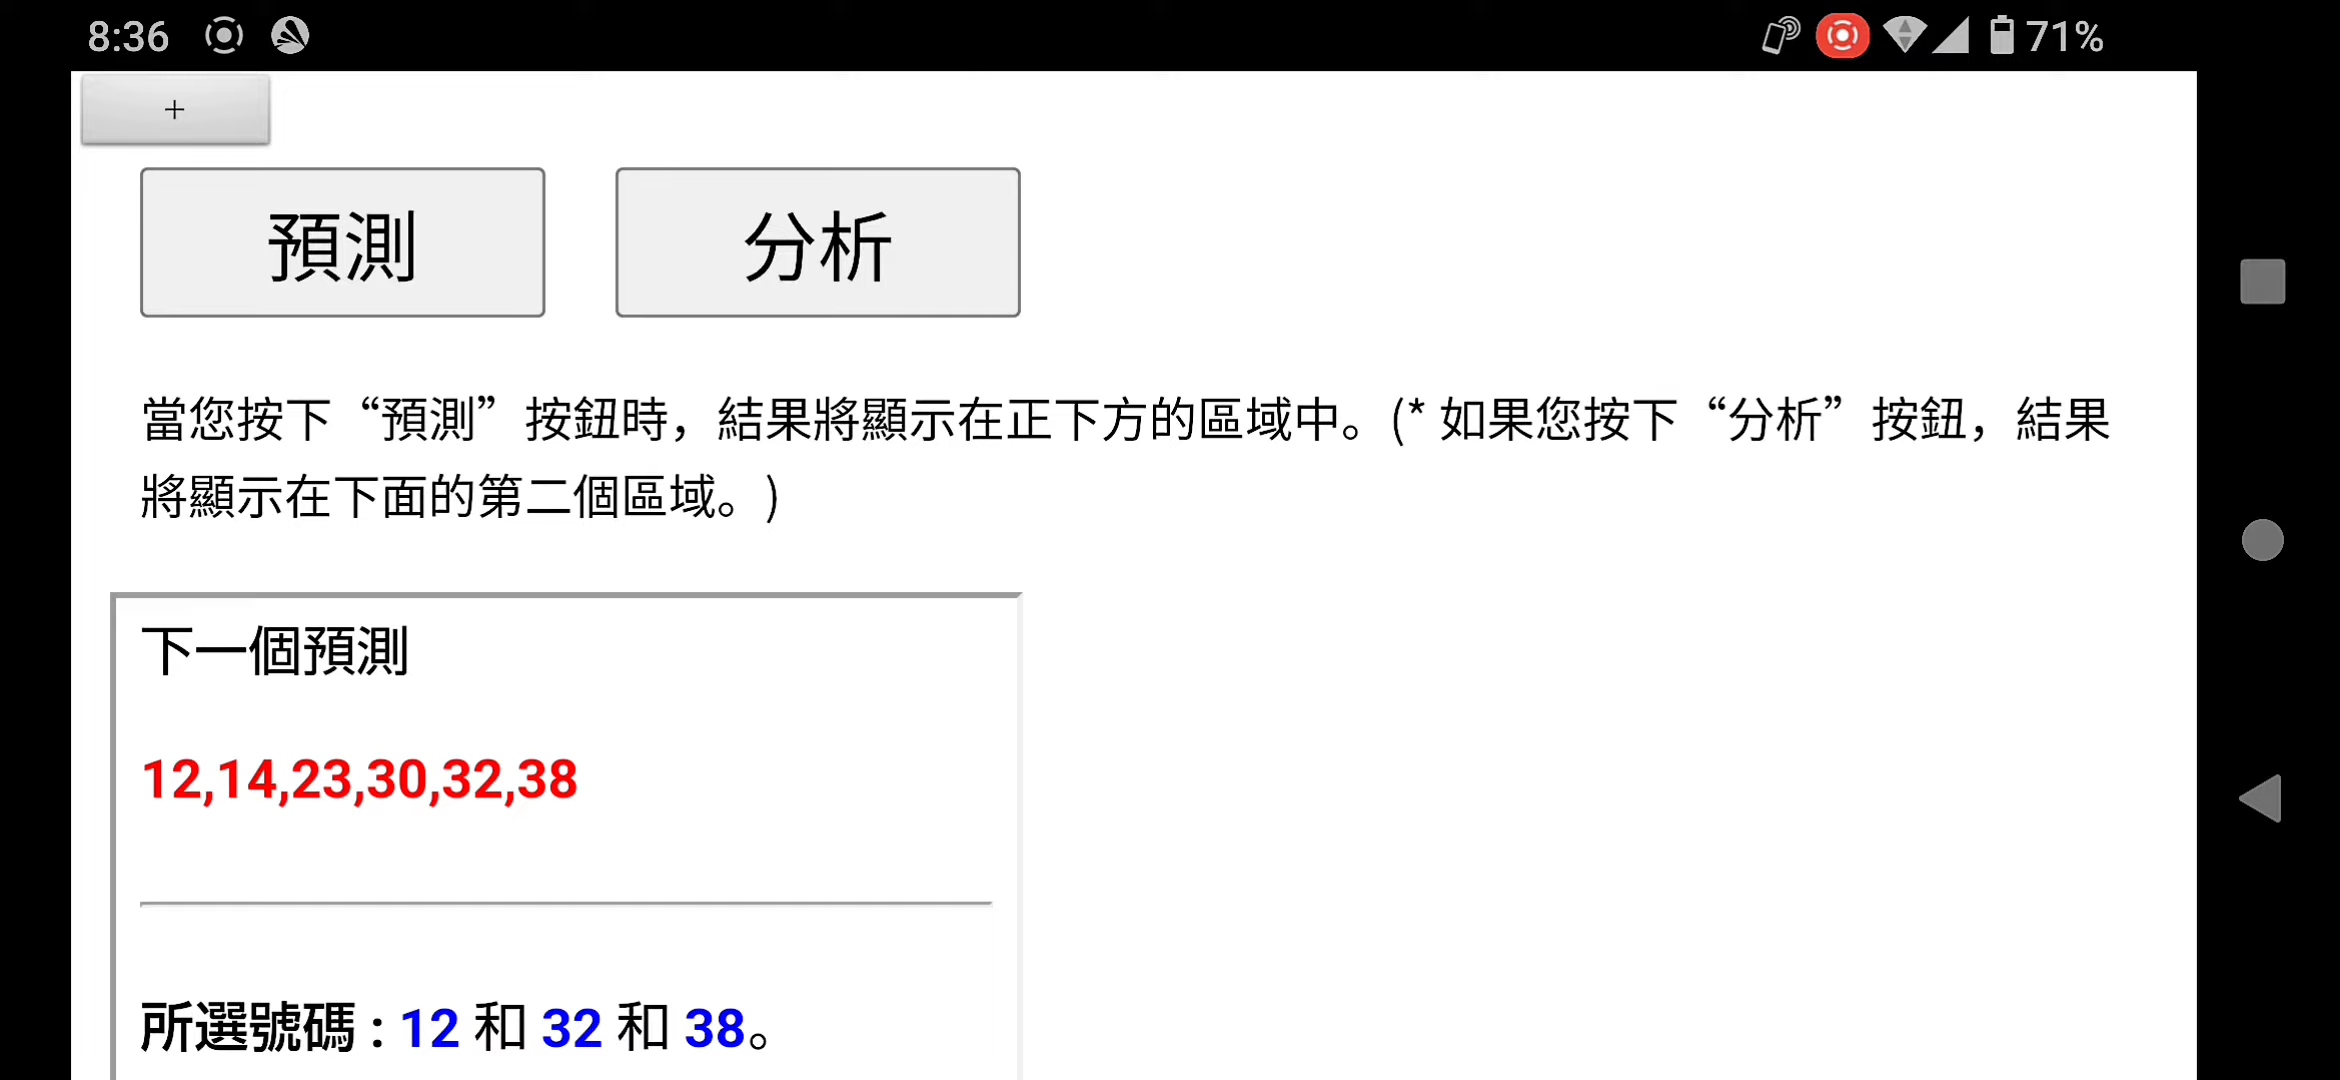 8:36
71%
+
預測
分析
當您按下“預測”按鈕時，結果將顯示在正下方的區域中。(* 如果您按下“分析”按鈕，結果
將顯示在下面的第二個區域。)
下一個預測
12,14,23,30,32,38
所選號碼 : 12 和 32 和 38。